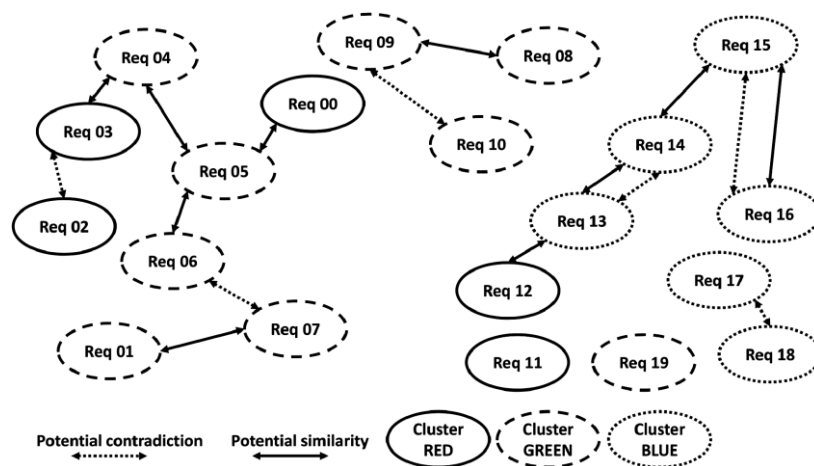 Req 04
Req 09
Req 08
Req 15
Req 03
Req 00
Req 10
Req 14
Req 05
Req 02
Req 13
Req 16
Req 06
Req 12
Req 17
Req 01
Req 07
Req 11
Req 19
Req 18
Potential contradiction
Potential similarity
Cluster
RED
Cluster
GREEN
Cluster
BLUE